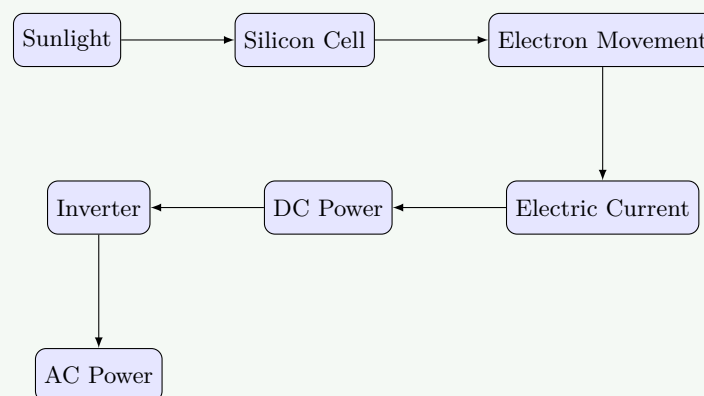 Sunlight
Silicon Cell
Electron Movement
Electric Current
DC Power
Inverter
AC Power